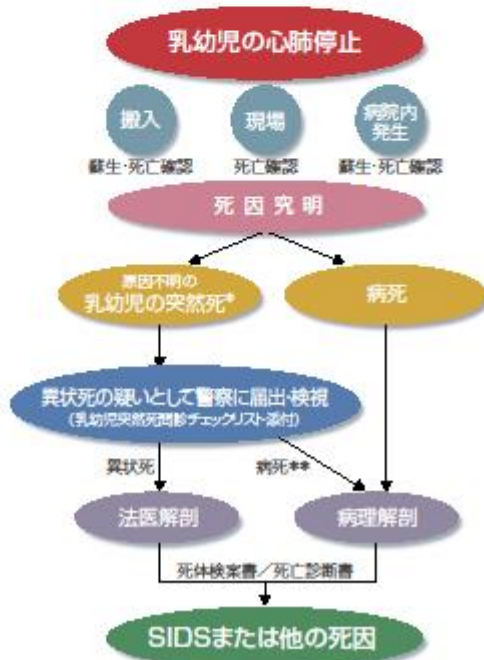 乳幼児の心肺停止
搬入
現場
病院内
発生
蘇生・死亡確認
死亡確認
蘇生・死亡確認
死因究明
原因不明の
乳幼児の突然死*
病死
異状死の疑いとして警察に届出・検視
(乳幼児突然死問診チェックリスト添付)
異状死
病死**
法医解剖
病理解剖
死体検案書/死亡診断書
SIDSまたは他の死因